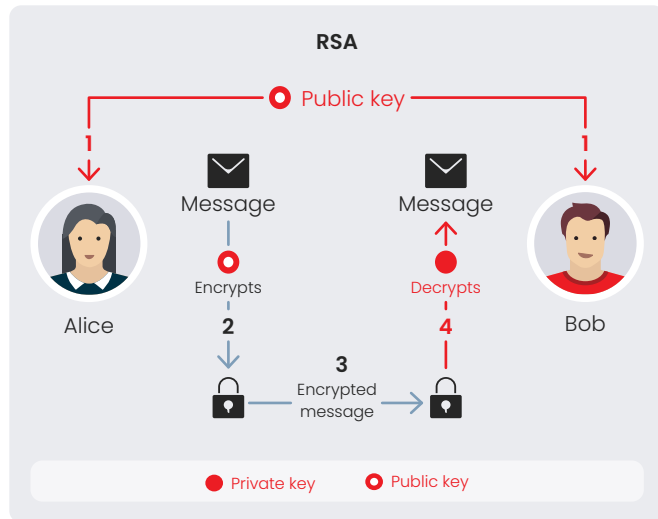 RSA
Public key
1
1
Message
Message
Encrypts
Decrypts
2
4
Alice
Bob
3
Encrypted
message
Private key
Public key